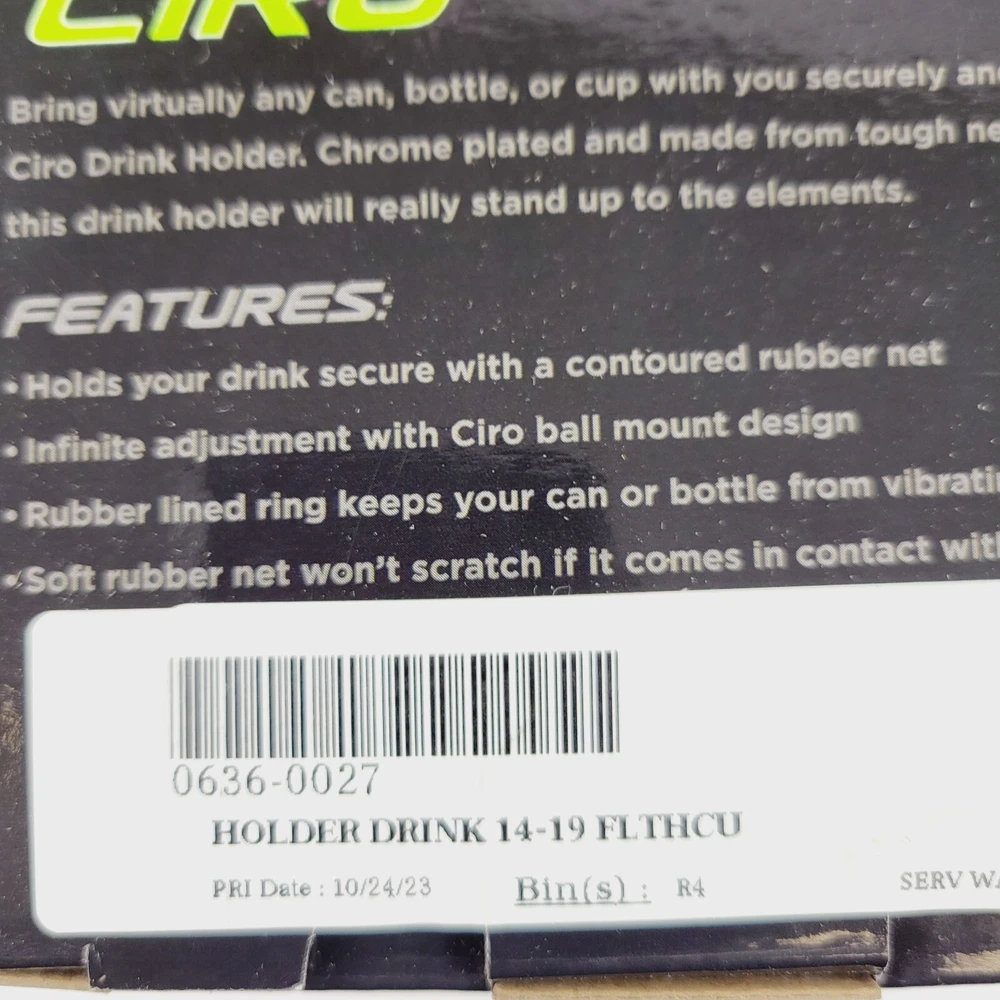 CIRO
Bring virtually any can, bottle, or cup with you securely
Ciro Drink Holder. Chrome plated and made from tough
this drink holder will really stand up to the elements.
FEATURES:
• Holds your drink secure with a contoured rubber net
• Infinite adjustment with Ciro ball mount design
• Rubber lined ring keeps your can or bottle from
• Soft rubber net won't scratch if it comes in contact
0636-0027
HOLDER DRINK 14-19 FLTHCU
PRI Date : 10/24/23 Bin(s) : R4 SERV